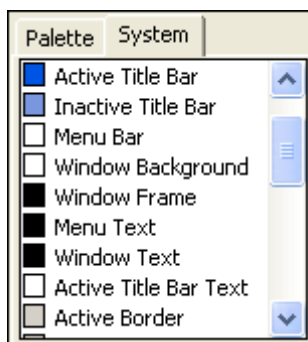 Palette System
Active Title Bar
Inactive Title Bar
Menu Bar
Window Background
Window Frame
Menu Text
Window Text
Active Title Bar Text
Active Border